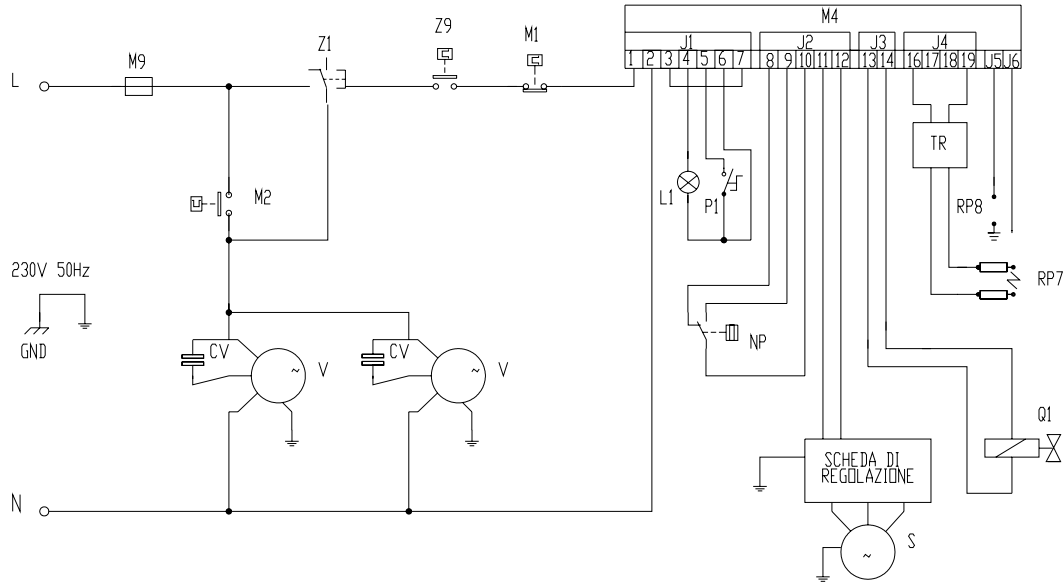 M4
J1 J2 J3 J4
1 2 3 4 5 6 7 8 9 10 11 12 13 14 16 17 18 19 J5 J6
Z1
Z9
M1
M9
L
TR
L1
P1
RP8
M2
230V 50Hz
GND
RP7
NP
CV
V
CV
V
Q1
SCHEDA DI
REGOLAZIONE
N
S
~
~
~